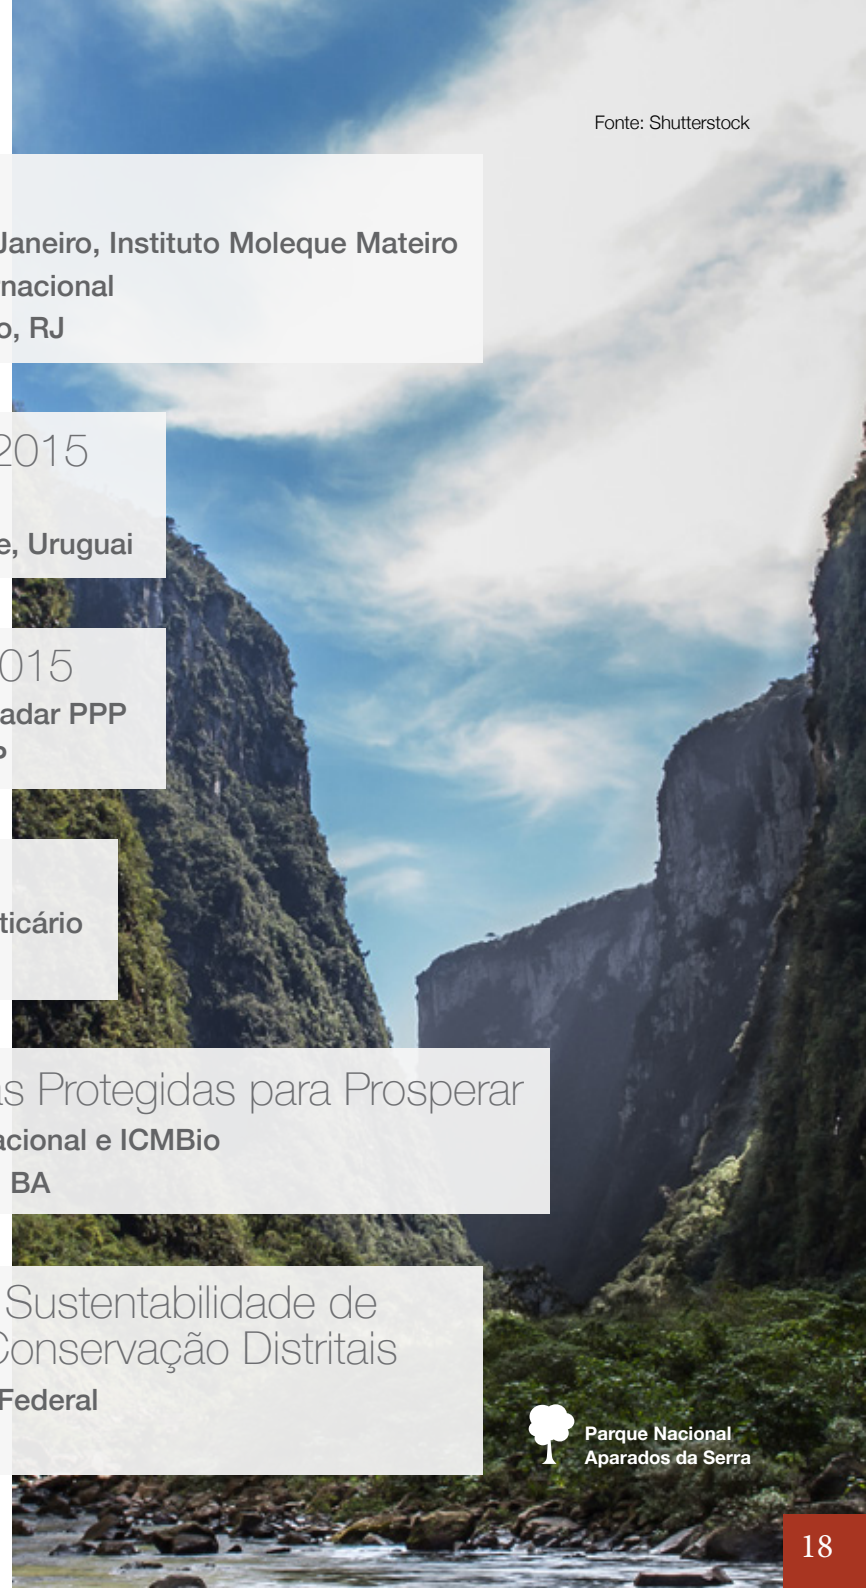 Fonte: Shutterstock
Janeiro, Instituto Moleque Mateiro
nacional
o, RJ
2015
e, Uruguai
015
adar PPP
P
ticário
as Protegidas para Prosperar
acional e ICMBio
BA
Sustentabilidade de
Conservação Distritais
Federal
Parque Nacional
Aparados da Serra
18